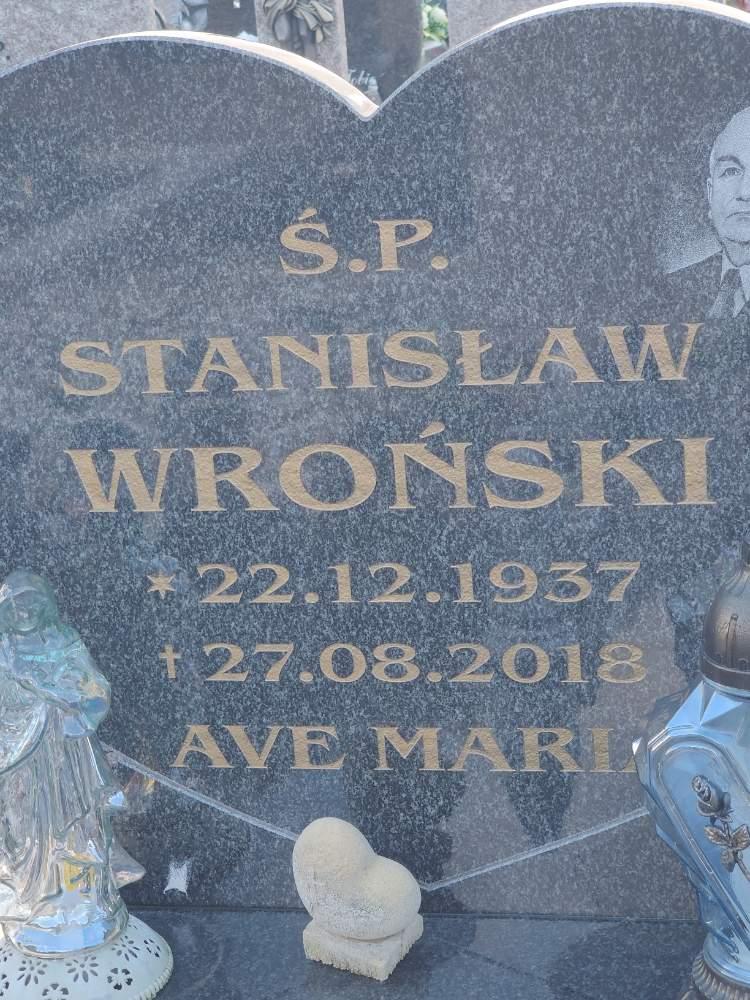 Ś.P.
STANISŁAW
WROŃSKI
* 22.12.1937
† 27.08.2018
AVE MARIA